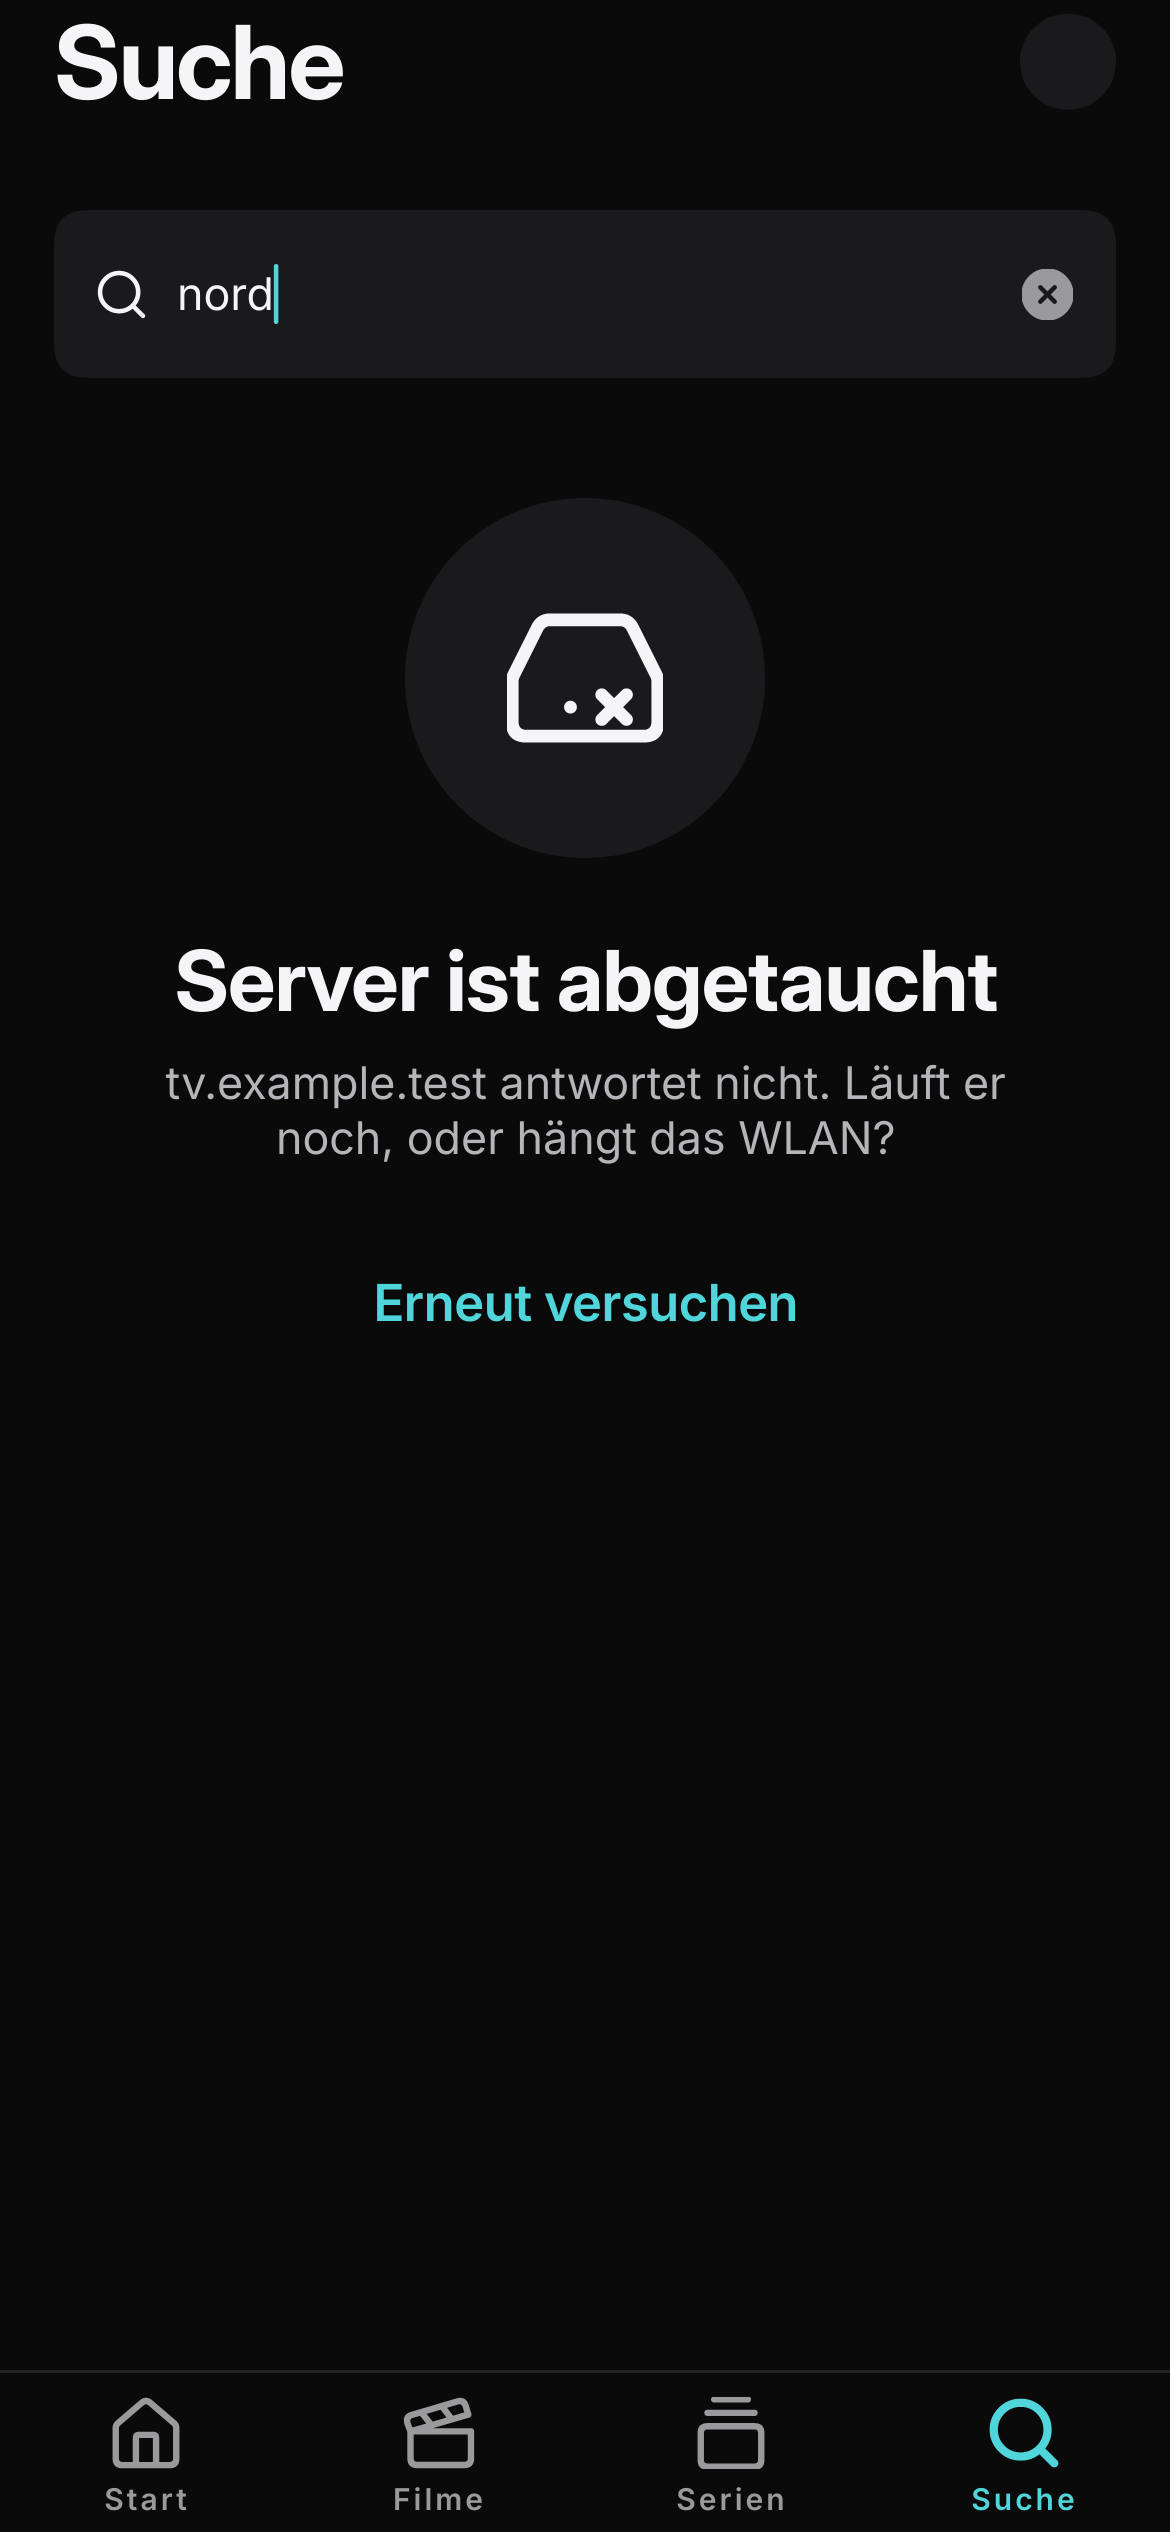 Suche
nord
Server ist abgetaucht
tv.example.test antwortet nicht. Läuft er
noch, oder hängt das WLAN?
Erneut versuchen
Start
Filme
Serien
Suche